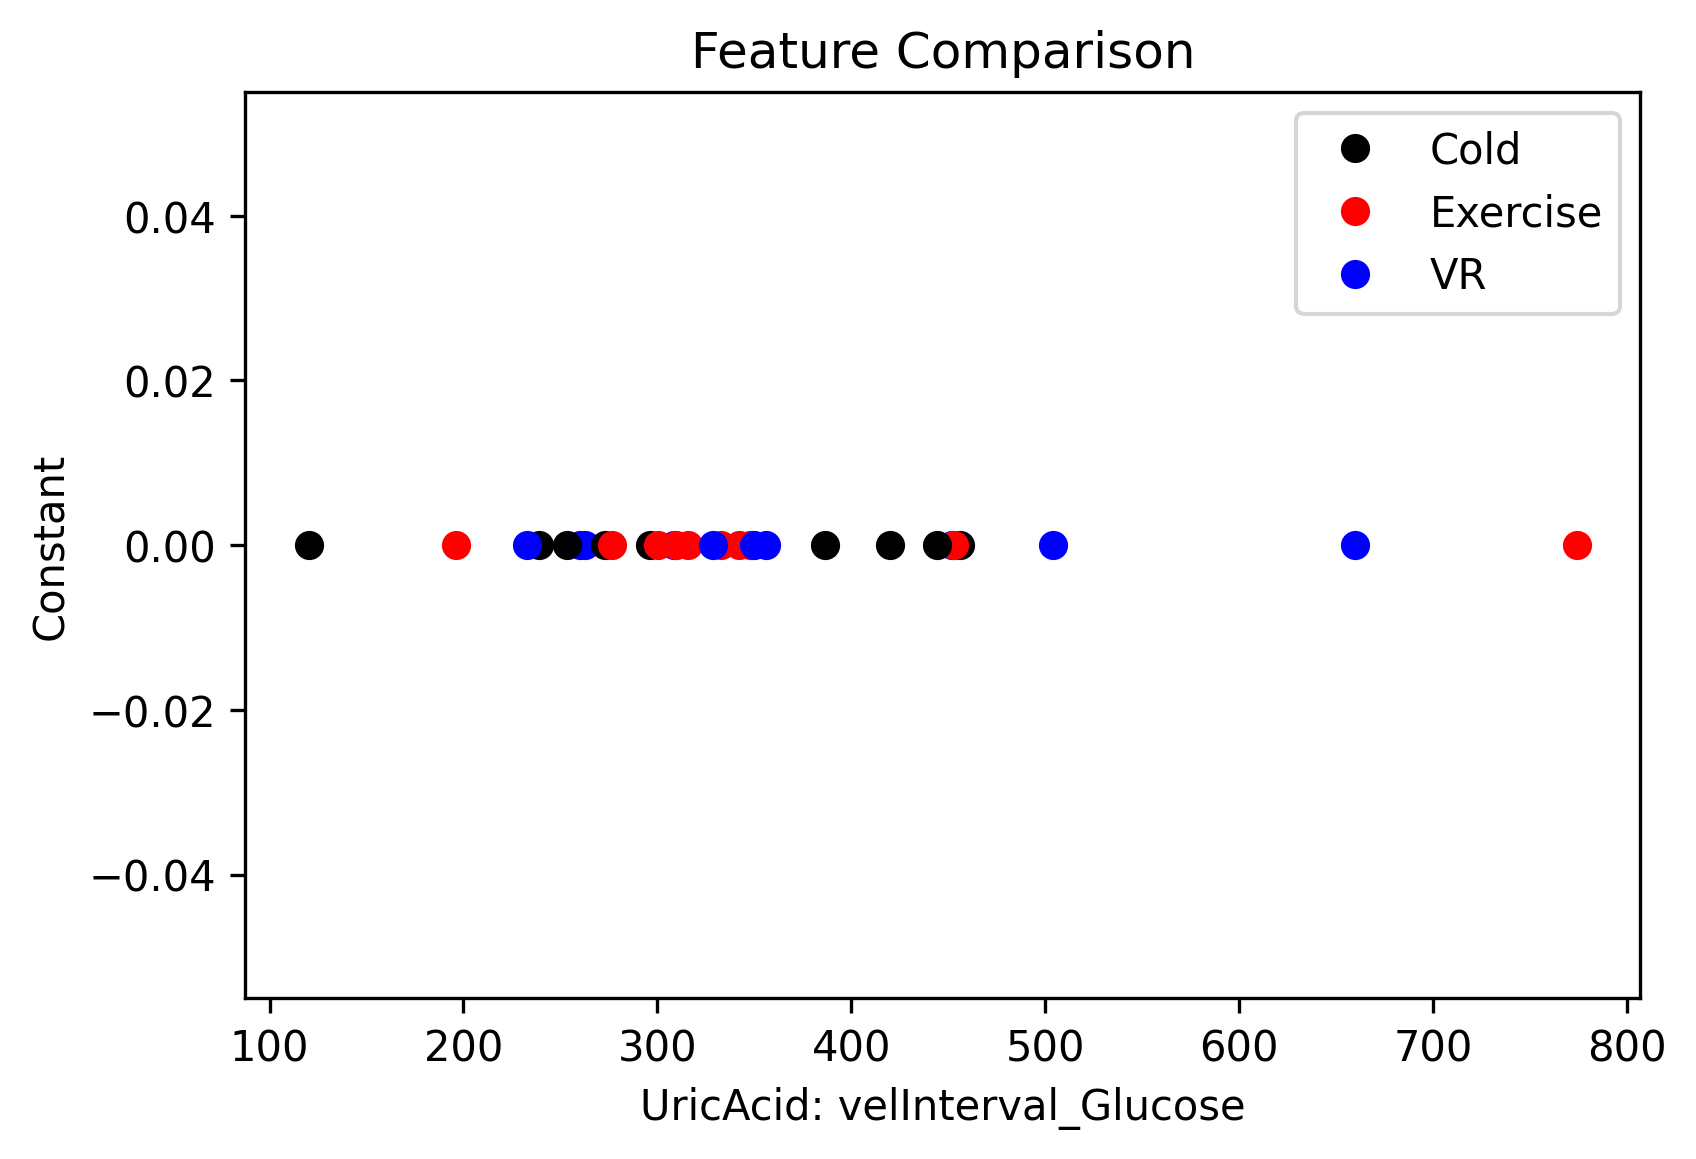 Feature Comparison
Cold
Exercise
VR
Constant
0.04
0.02
0.00
−0.02
−0.04
100 200 300 400 500 600 700 800
UricAcid: velInterval_Glucose